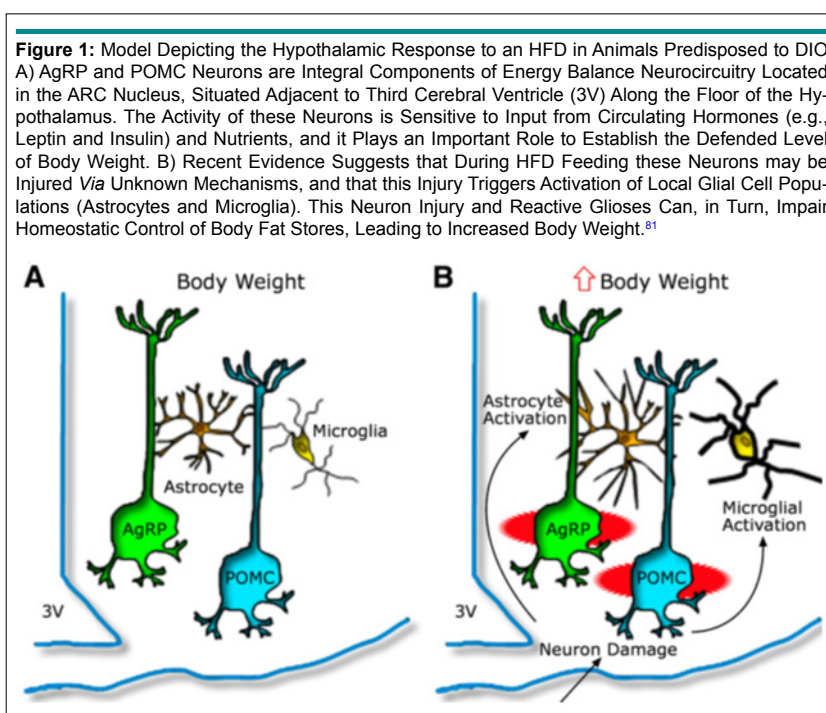 Figure 1: Model Depicting the Hypothalamic Response to an HFD in Animals Predisposed to DIO
A) AgRP and POMC Neurons are Integral Components of Energy Balance Neurocircuitry Located
in the ARC Nucleus, Situated Adjacent to Third Cerebral Ventricle (3V) Along the Floor of the Hy-
pothalamus. The Activity of these Neurons is Sensitive to Input from Circulating Hormones (e.g.,
Leptin and Insulin) and Nutrients, and it Plays an Important Role to Establish the Defended Level
of Body Weight. B) Recent Evidence Suggests that During HFD Feeding these Neurons may be
Injured Via Unknown Mechanisms, and that this Injury Triggers Activation of Local Glial Cell Popu-
lations (Astrocytes and Microglia). This Neuron Injury and Reactive Glioses Can, in Turn, Impair
Homeostatic Control of Body Fat Stores, Leading to Increased Body Weight.81
A
Body Weight
Microglia
Astrocyte
AgRP
POMC
3V
B
Body Weight
Astrocyte
Activation
Microglial
Activation
AgRP
POMC
3V
Neuron Damage